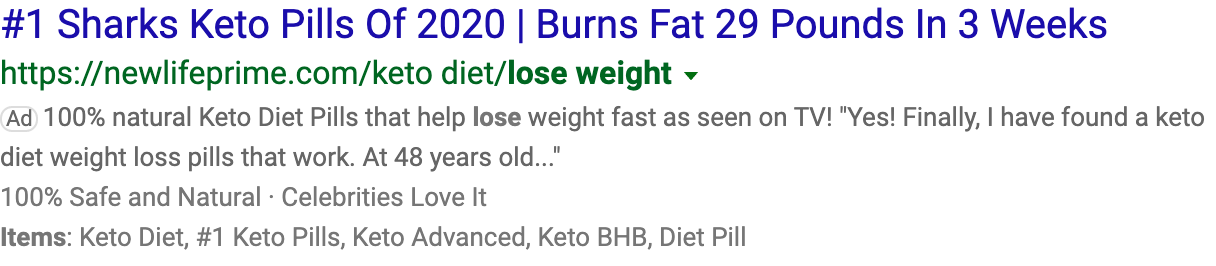 #1 Sharks Keto Pills Of 2020 | Burns Fat 29 Pounds In 3 Weeks
https://newlifeprime.com/keto diet/lose weight
Ad 100% natural Keto Diet Pills that help lose weight fast as seen on TV! "Yes! Finally, I have found a keto
diet weight loss pills that work. At 48 years old..."
100% Safe and Natural · Celebrities Love It
Items: Keto Diet, #1 Keto Pills, Keto Advanced, Keto BHB, Diet Pill